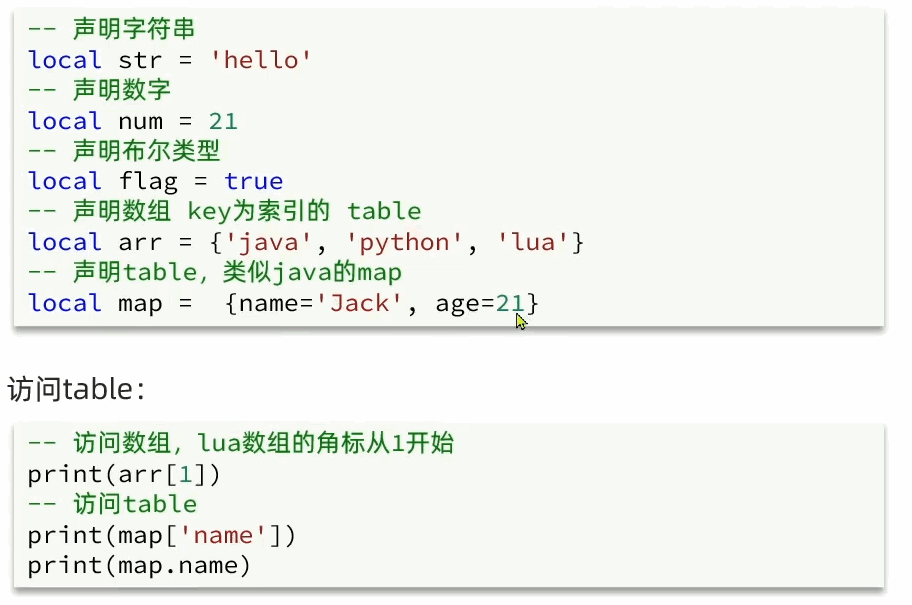 -- 声明字符串
local str = 'hello'
-- 声明数字
local num = 21
-- 声明布尔类型
local flag = true
-- 声明数组 key为索引的 table
local arr = {'java', 'python', 'lua'}
-- 声明table，类似java的map
local map =  {name='Jack', age=21}
访问table：
-- 访问数组，lua数组的角标从1开始
print(arr[1])
-- 访问table
print(map['name'])
print(map.name)